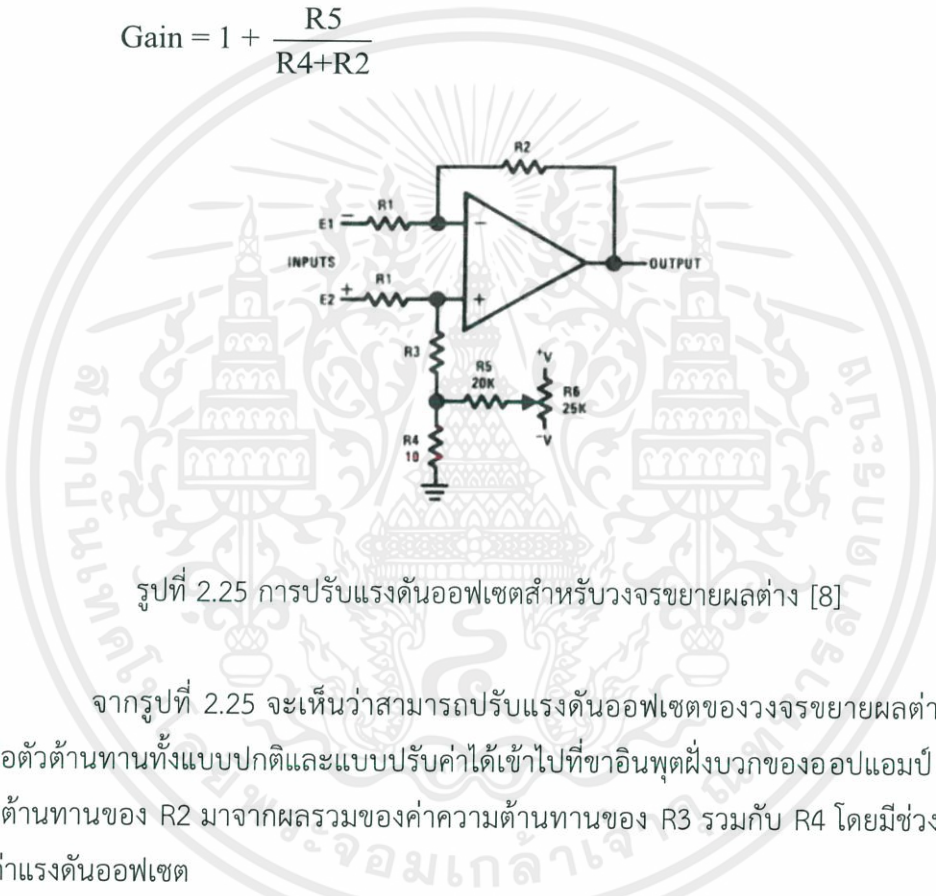 Gain = 1 + R5
R4+R2
R2
R1
E1 −
−
INPUTS
OUTPUT
R1
E2 +
+
R3
R5
20K
+V
R6
25K
−V
R4
10
รูปที่ 2.25 การปรับแรงดันออฟเซตสำหรับวงจรขยายผลต่าง [8]
จากรูปที่ 2.25 จะเห็นว่าสามารถปรับแรงดันออฟเซตของวงจรขยายผลต่า
อตัวต้านทานทั้งแบบปกติและแบบปรับค่าได้เข้าไปที่ขาอินพุตฝั่งบวกของออปแอมป์
ต้านทานของ R2 มาจากผลรวมของค่าความต้านทานของ R3 รวมกับ R4 โดยมีช่วง
่าแรงดันออฟเซต